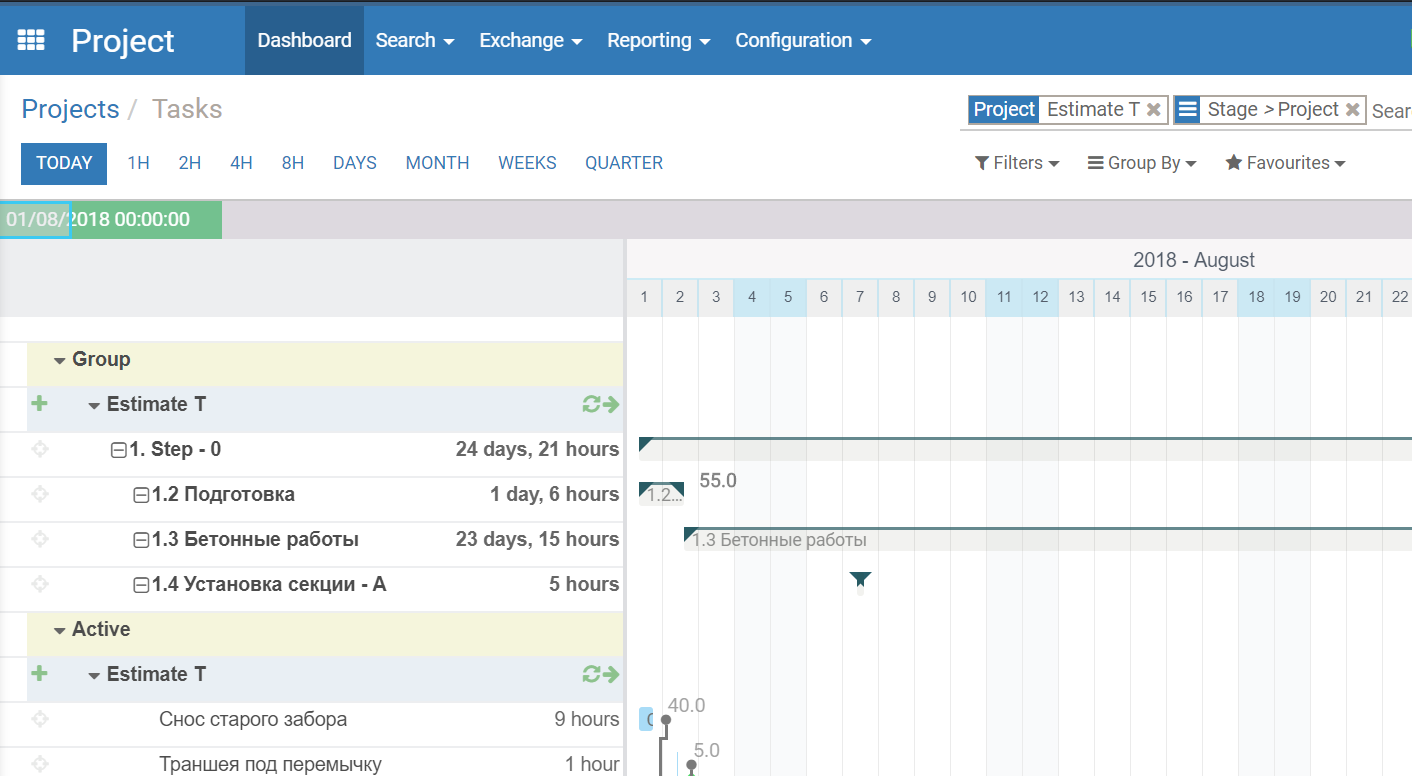 Project Dashboard Search Exchange Reporting Configuration
Projects / Tasks
Project Estimate T Stage > Project Sear
TODAY 1H 2H 4H 8H DAYS MONTH WEEKS QUARTER
Filters Group By Favourites
01/08/2018 00:00:00
2018 - August
1 2 3 4 5 6 7 8 9 10 11 12 13 14 15 16 17 18 19 20 21 22
Group
Estimate T
1. Step - 0 24 days, 21 hours
1.2 Подготовка 1 day, 6 hours 1.2... 55.0
1.3 Бетонные работы 23 days, 15 hours 1.3 Бетонные работы
1.4 Установка секции - А 5 hours
Active
Estimate T
Снос старого забора 9 hours 40.0
Траншея под перемычку 1 hour 5.0